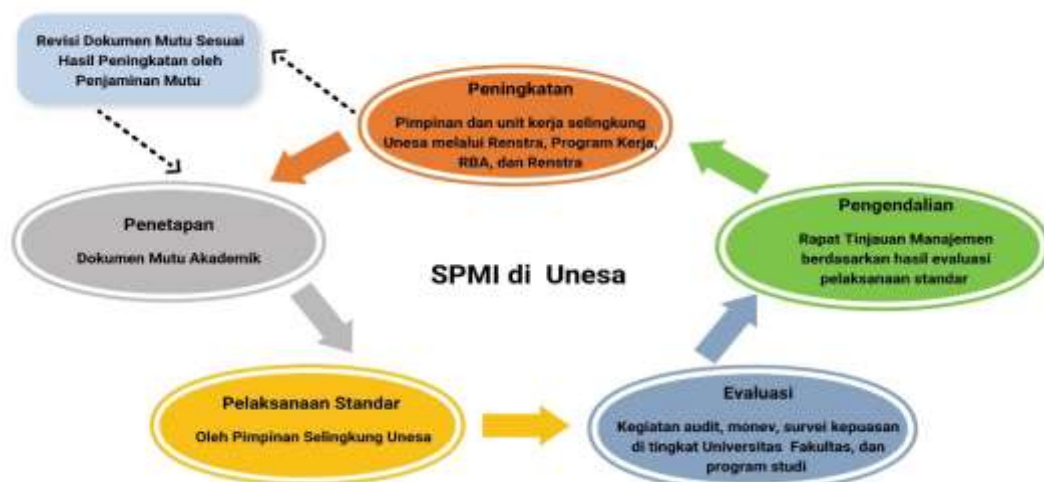 Revisi Dokumen Mutu Sesuai
Hasil Peningkatan oleh
Penjaminan Mutu
Peningkatan
Pimpinan dan unit kerja selingkung
Unesa melalui Renstra, Program Kerja,
RBA, dan Renstra
Penetapan
Dokumen Mutu Akademik
Pengendalian
Rapat Tinjauan Manajemen
berdasarkan hasil evaluasi
pelaksanaan standar
SPMI di Unesa
Pelaksanaan Standar
Oleh Pimpinan Selingkung Unesa
Evaluasi
Kegiatan audit, monev, survei kepuasan
di tingkat Universitas Fakultas, dan
program studi